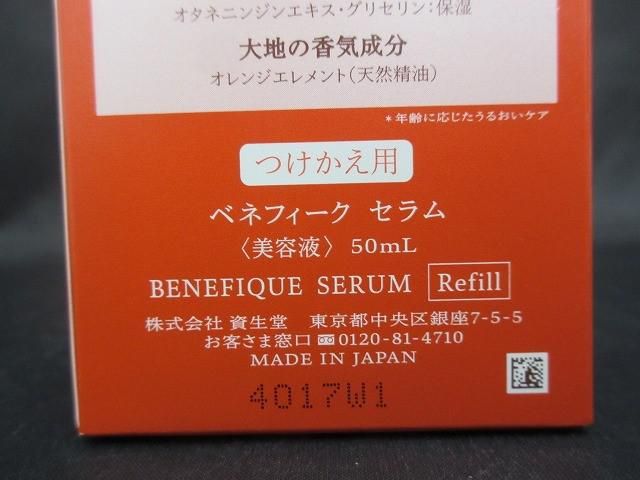 オタネニンジンエキス・グリセリン:保湿
大地の香気成分
オレンジエレメント(天然精油)
*年齢に応じたうるおいケア
つけかえ用
ベネフィーク セラム
〈美容液〉 50mL
BENEFIQUE SERUM Refill
株式会社 資生堂 東京都中央区銀座7-5-5
お客さま窓口 0120-81-4710
MADE IN JAPAN
4017W1